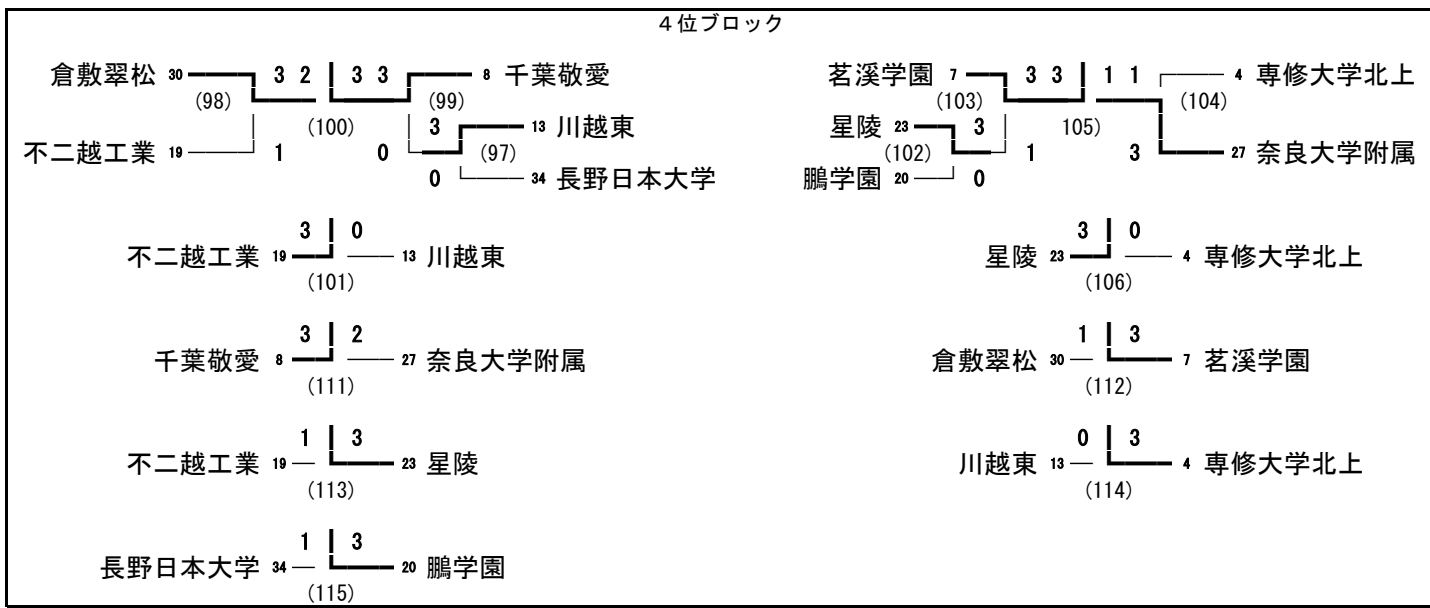 ４位ブロック
倉敷翠松 30 3 2 3 3 8 千葉敬愛 茗溪学園 7 3 3 1 1 4 専修大学北上
(98) (99) (103) (104)
(100) 3 13 川越東 星陵 23 3 105)
不二越工業 19 1 0 (97) (102) 1 3 27 奈良大学附属
0 34 長野日本大学 鵬学園 20 0
3 0 3 0
不二越工業 19 13 川越東 星陵 23 4 専修大学北上
(101) (106)
3 2 1 3
千葉敬愛 8 27 奈良大学附属 倉敷翠松 30 7 茗溪学園
(111) (112)
1 3 0 3
不二越工業 19 23 星陵 川越東 13 4 専修大学北上
(113) (114)
1 3
長野日本大学 34 20 鵬学園
(115)